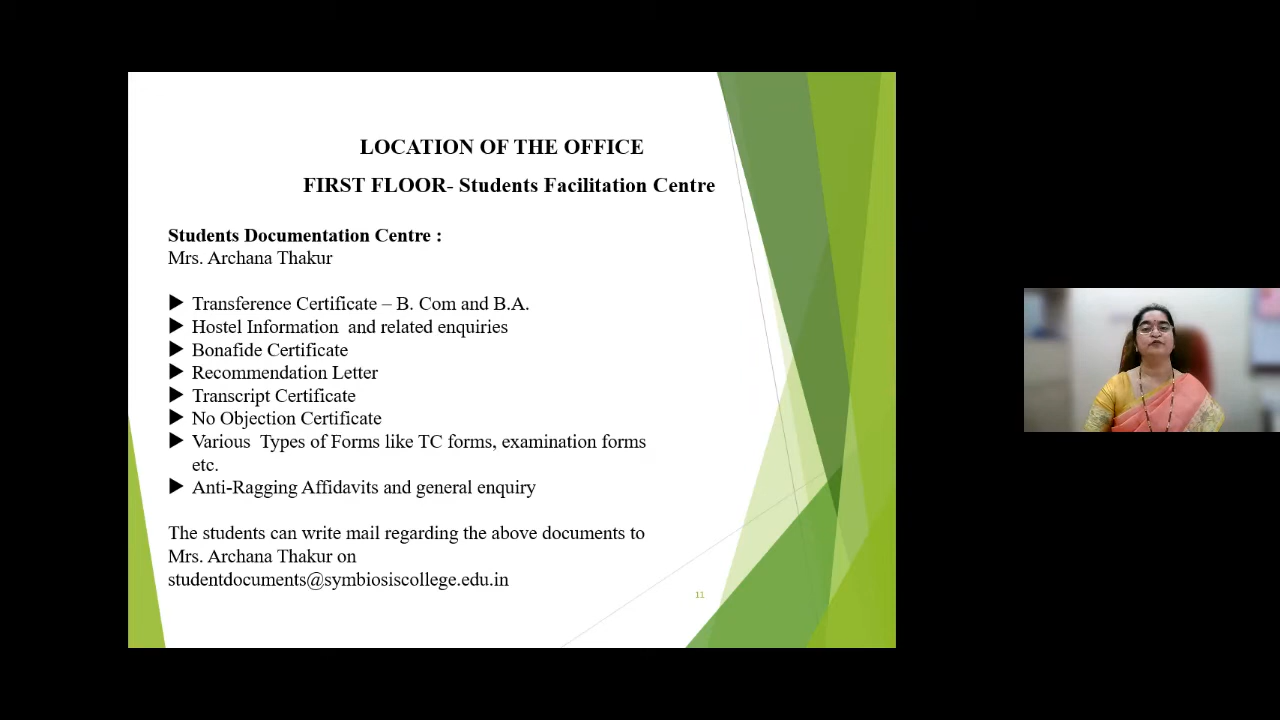 LOCATION OF THE OFFICE
FIRST FLOOR- Students Facilitation Centre
Students Documentation Centre :
Mrs. Archana Thakur
Transference Certificate – B. Com and B.A.
Hostel Information and related enquiries
Bonafide Certificate
Recommendation Letter
Transcript Certificate
No Objection Certificate
Various Types of Forms like TC forms, examination forms
etc.
Anti-Ragging Affidavits and general enquiry
The students can write mail regarding the above documents to
Mrs. Archana Thakur on
studentdocuments@symbiosiscollege.edu.in
11